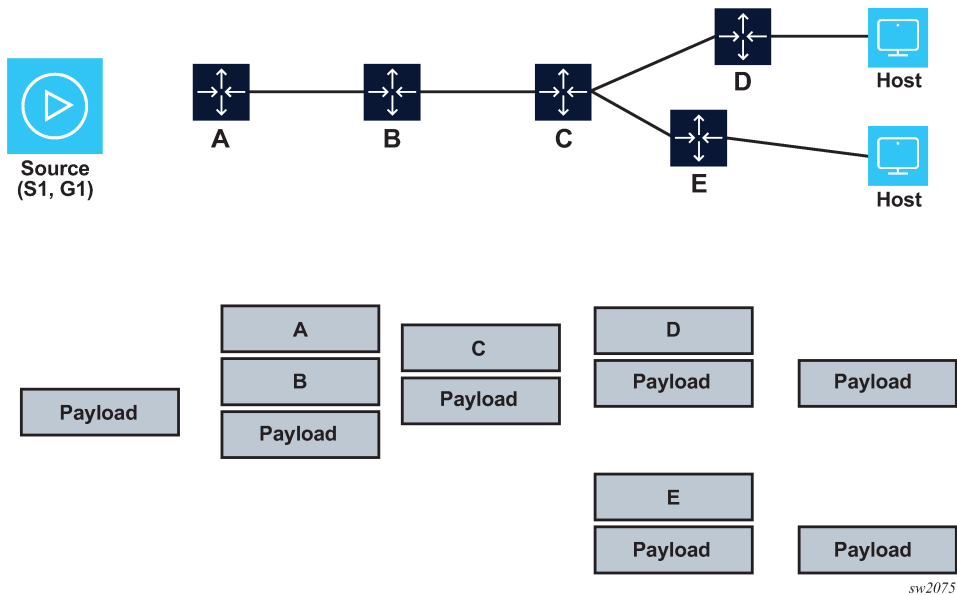 D
Host
A
B
C
Source
(S1, G1)
E
Host
A
B
Payload
Payload
C
Payload
D
Payload
Payload
E
Payload
Payload
sw2075